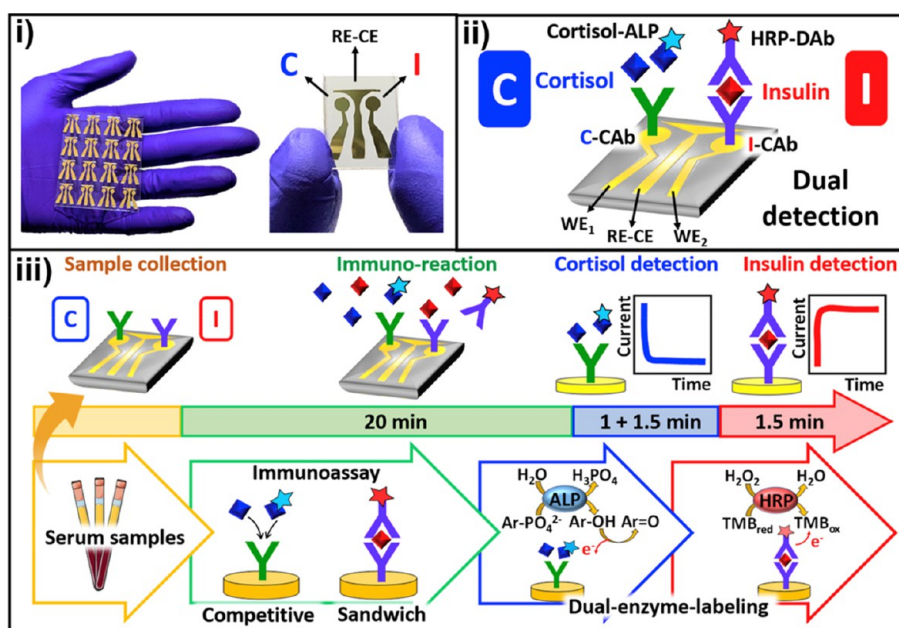 i)
RE-CE
C
I
ii)
Cortisol-ALP
HRP-DAb
C
Cortisol
Insulin
I
C-CAb
I-CAb
Dual
detection
WE1
RE-CE
WE2
iii)
Sample collection
Immuno-reaction
Cortisol detection
Insulin detection
C
I
Current
Time
Current
Time
20 min
1 + 1.5 min
1.5 min
Serum samples
Immunoassay
Competitive
Sandwich
H2O
H3PO4
ALP
Ar-PO42-
Ar-OH
Ar=O
e-
H2O2
H2O
HRP
TMBred
TMBox
e-
Dual-enzyme-labeling